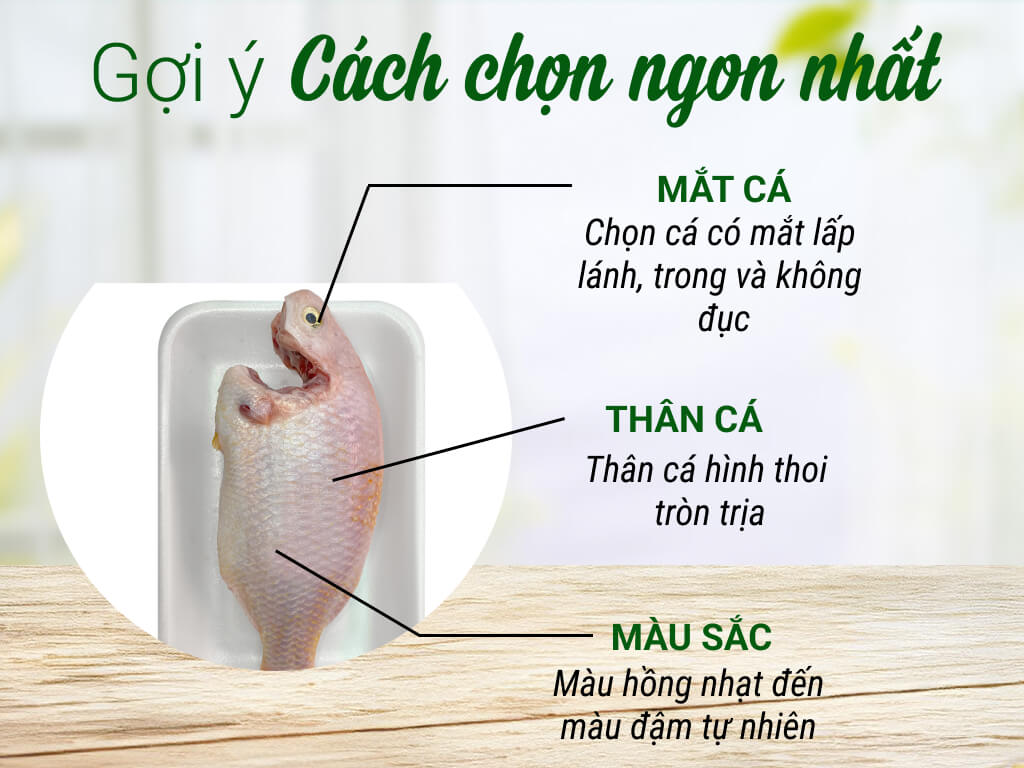 Gợi ý Cách chọn ngon nhất
MẮT CÁ
Chọn cá có mắt lấp
lánh, trong và không
đục
THÂN CÁ
Thân cá hình thoi
tròn trịa
MÀU SẮC
Màu hồng nhạt đến
màu đậm tự nhiên